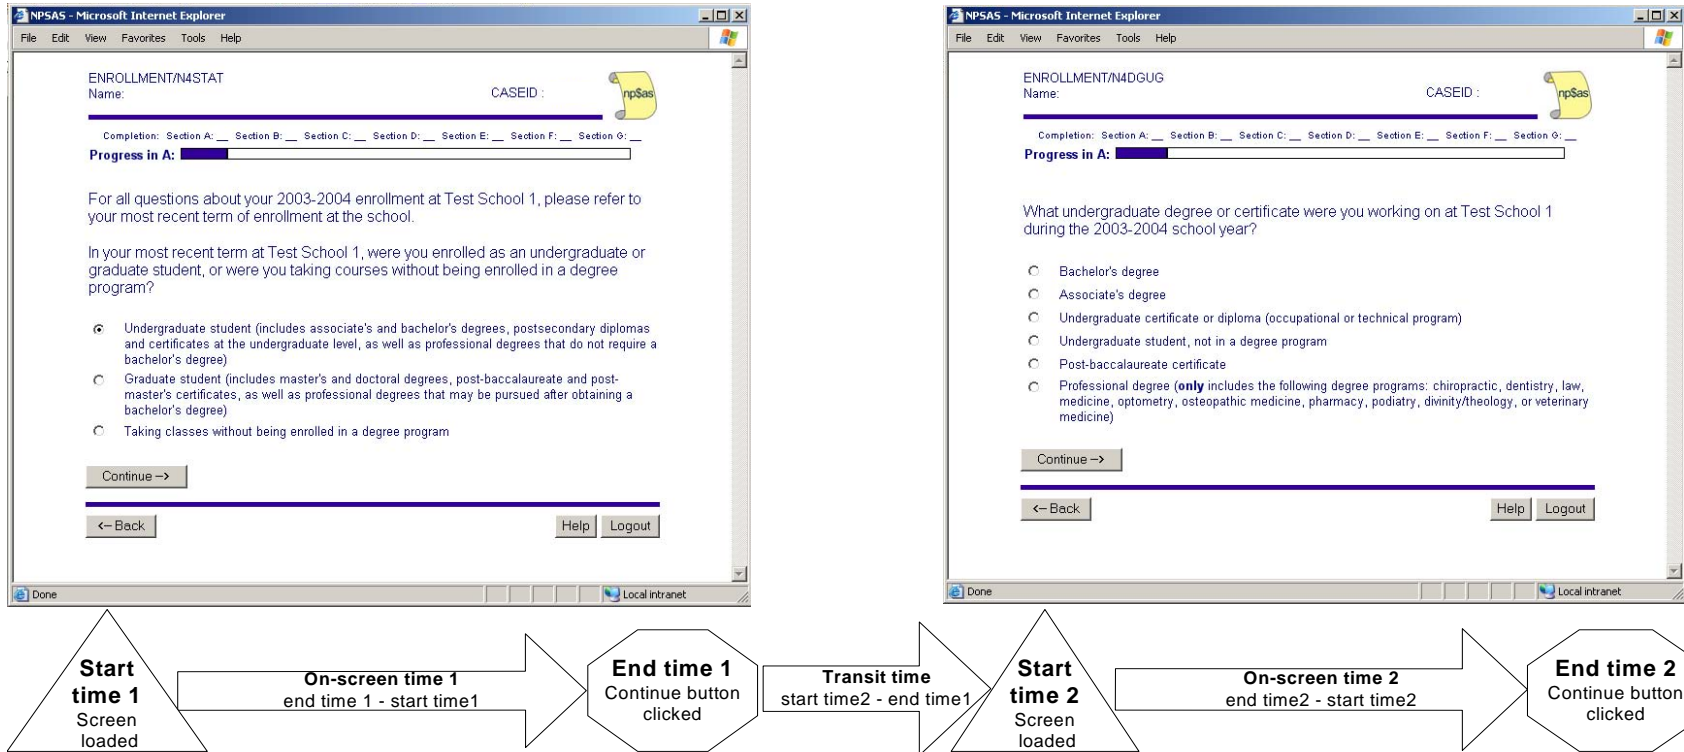 NPSAS - Microsoft Internet Explorer
File Edit View Favorites Tools Help
ENROLLMENT/N4STAT
Name:
CASEID :
np$as
Completion: Section A: __ Section B: __ Section C: __ Section D: __ Section E: __ Section F: __ Section G: __
Progress in A:
For all questions about your 2003-2004 enrollment at Test School 1, please refer to
your most recent term of enrollment at the school.
In your most recent term at Test School 1, were you enrolled as an undergraduate or
graduate student, or were you taking courses without being enrolled in a degree
program?
Undergraduate student (includes associate's and bachelor's degrees, postsecondary diplomas
and certificates at the undergraduate level, as well as professional degrees that do not require a
bachelor's degree)
Graduate student (includes master's and doctoral degrees, post-baccalaureate and post-
master's certificates, as well as professional degrees that may be pursued after obtaining a
bachelor's degree)
Taking classes without being enrolled in a degree program
Continue -->
<-- Back
Help
Logout
Done
Local intranet
NPSAS - Microsoft Internet Explorer
File Edit View Favorites Tools Help
ENROLLMENT/N4DGUG
Name:
CASEID :
np$as
Completion: Section A: __ Section B: __ Section C: __ Section D: __ Section E: __ Section F: __ Section G: __
Progress in A:
What undergraduate degree or certificate were you working on at Test School 1
during the 2003-2004 school year?
Bachelor's degree
Associate's degree
Undergraduate certificate or diploma (occupational or technical program)
Undergraduate student, not in a degree program
Post-baccalaureate certificate
Professional degree (only includes the following degree programs: chiropractic, dentistry, law,
medicine, optometry, osteopathic medicine, pharmacy, podiatry, divinity/theology, or veterinary
medicine)
Continue -->
<-- Back
Help
Logout
Done
Local intranet
Start
time 1
Screen
loaded
On-screen time 1
end time 1 - start time1
End time 1
Continue button
clicked
Transit time
start time2 - end time1
Start
time 2
Screen
loaded
On-screen time 2
end time2 - start time2
End time 2
Continue button
clicked